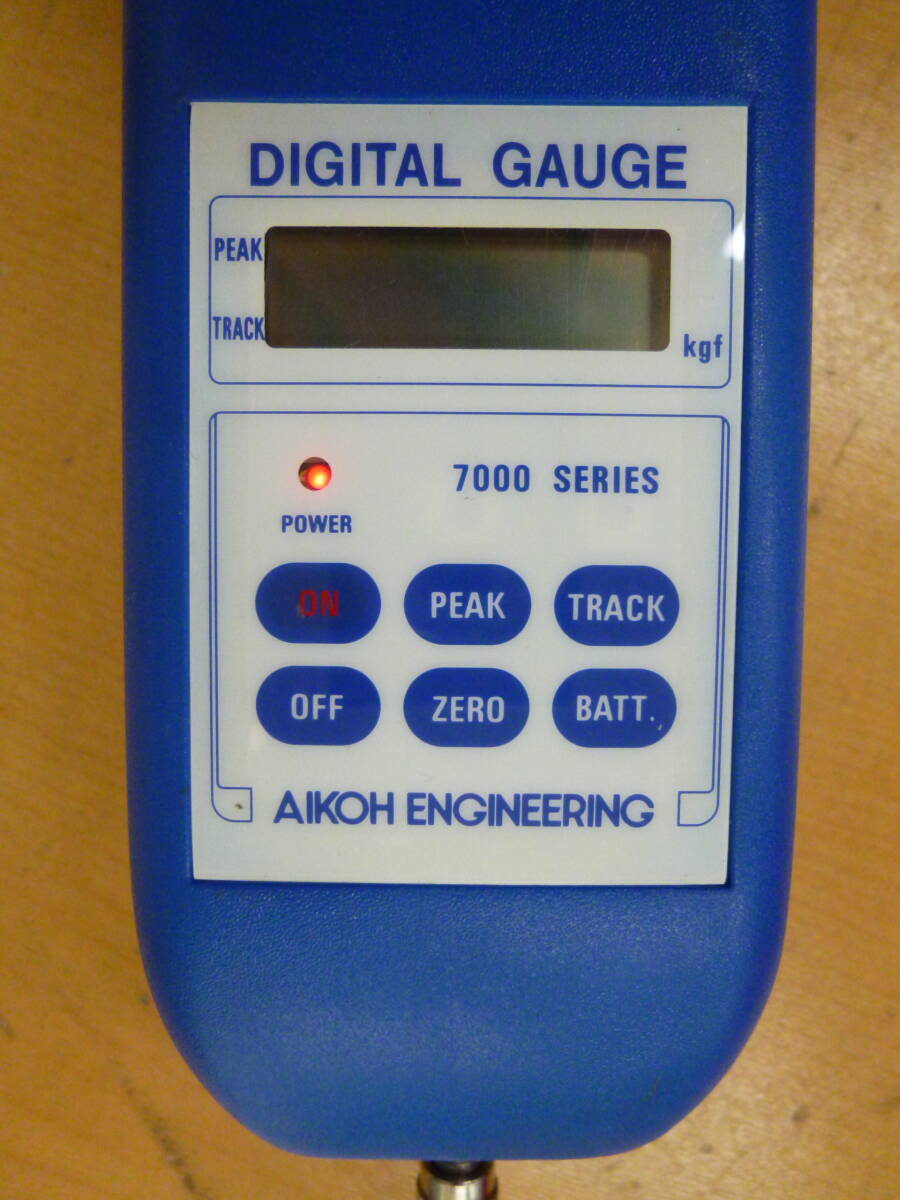 DIGITAL GAUGE
PEAK
TRACK
kgf
7000 SERIES
POWER
ON PEAK TRACK
OFF ZERO BATT.
AIKOH ENGINEERING